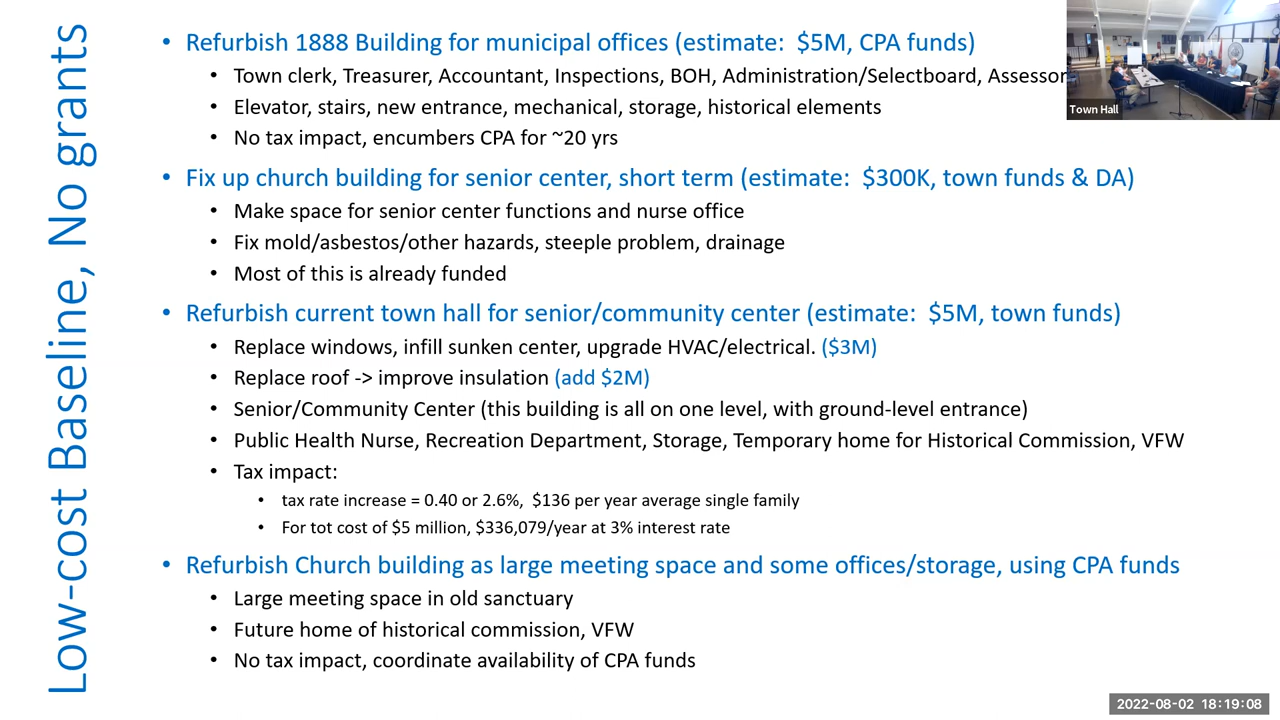 Low-cost Baseline, No grants
• Refurbish 1888 Building for municipal offices (estimate:  $5M, CPA funds)
• Town clerk, Treasurer, Accountant, Inspections, BOH, Administration/Selectboard, Assessors
• Elevator, stairs, new entrance, mechanical, storage, historical elements
• No tax impact, encumbers CPA for ~20 yrs
• Fix up church building for senior center, short term (estimate:  $300K, town funds & DA)
• Make space for senior center functions and nurse office
• Fix mold/asbestos/other hazards, steeple problem, drainage
• Most of this is already funded
• Refurbish current town hall for senior/community center (estimate:  $5M, town funds)
• Replace windows, infill sunken center, upgrade HVAC/electrical. ($3M)
• Replace roof -> improve insulation (add $2M)
• Senior/Community Center (this building is all on one level, with ground-level entrance)
• Public Health Nurse, Recreation Department, Storage, Temporary home for Historical Commission, VFW
• Tax impact:
• tax rate increase = 0.40 or 2.6%,  $136 per year average single family
• For tot cost of $5 million, $336,079/year at 3% interest rate
• Refurbish Church building as large meeting space and some offices/storage, using CPA funds
• Large meeting space in old sanctuary
• Future home of historical commission, VFW
• No tax impact, coordinate availability of CPA funds
Town Hall
2022-08-02 18:19:08